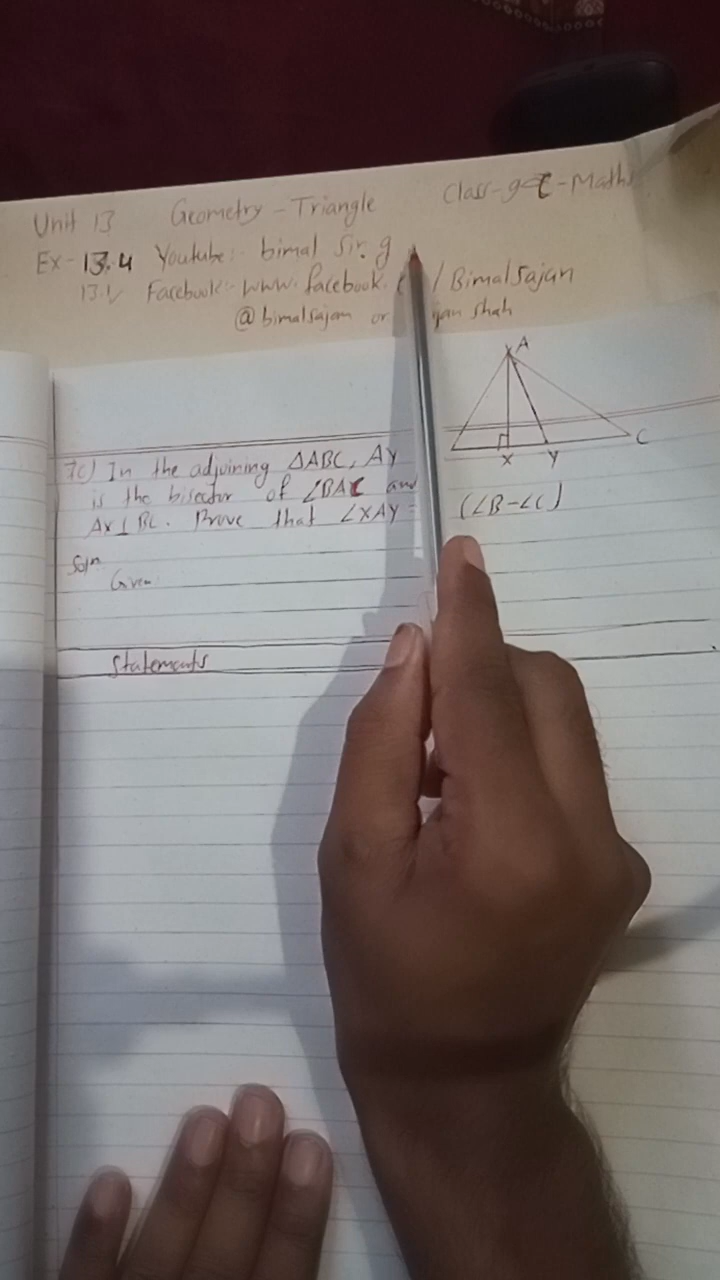 Unit 13 Geometry - Triangle Class-9 - Maths
Ex- 13.4 Youtube:- bimal sir. g
13.1 Facebook:- www.facebook. / Bimalsajan
@bimalsajan or shah
A
C
X Y
7c) In the adjoining △ABC, AY
is the bisector of ∠BAC and
AX⊥BC. Prove that ∠XAY = (∠B-∠C)
Soln
Given:
Statements